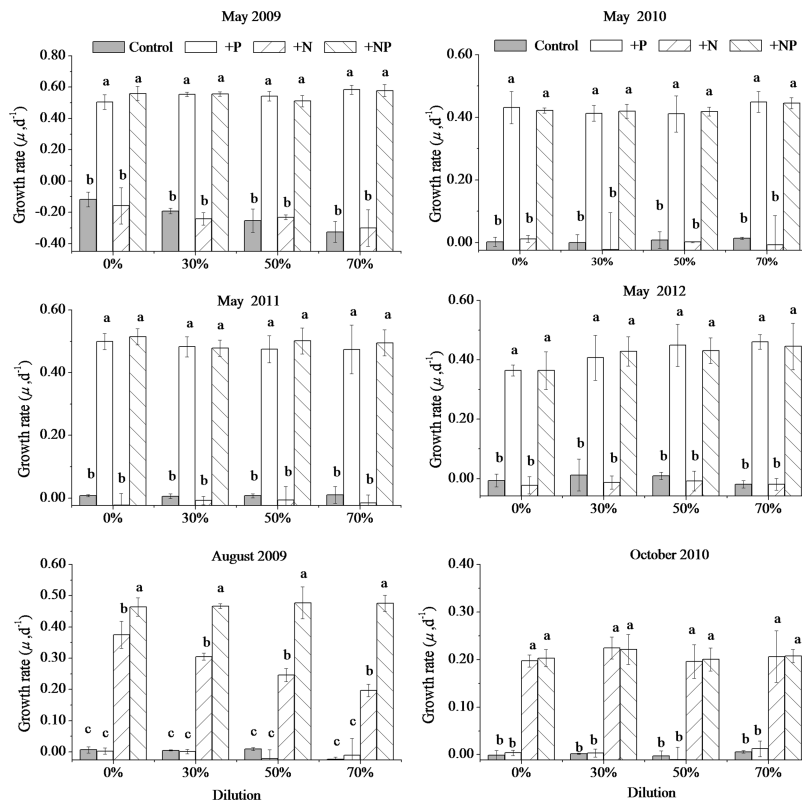 May 2009
Control +P +N +NP
Growth rate (μ,d⁻¹)
0.80
0.60
0.40
0.20
0.00
-0.20
-0.40
a a a a a a a a
b b b b b b b b
0% 30% 50% 70%
May 2010
Control +P +N +NP
Growth rate (μ,d⁻¹)
0.60
0.40
0.20
0.00
a a a a a a a a
b b b b b b b b
0% 30% 50% 70%
May 2011
Growth rate (μ,d⁻¹)
0.60
0.40
0.20
0.00
a a a a a a a a
b b b b b b b b
0% 30% 50% 70%
May 2012
Growth rate (μ,d⁻¹)
0.60
0.40
0.20
0.00
a a a a a a a a
b b b b b b b b
0% 30% 50% 70%
August 2009
Growth rate (μ,d⁻¹)
0.60
0.50
0.40
0.30
0.20
0.10
0.00
a a a a
b b b b
c c c c c c c c
0% 30% 50% 70%
Dilution
October 2010
Growth rate (μ,d⁻¹)
0.40
0.30
0.20
0.10
0.00
a a a a a a a a
b b b b b b b b
0% 30% 50% 70%
Dilution